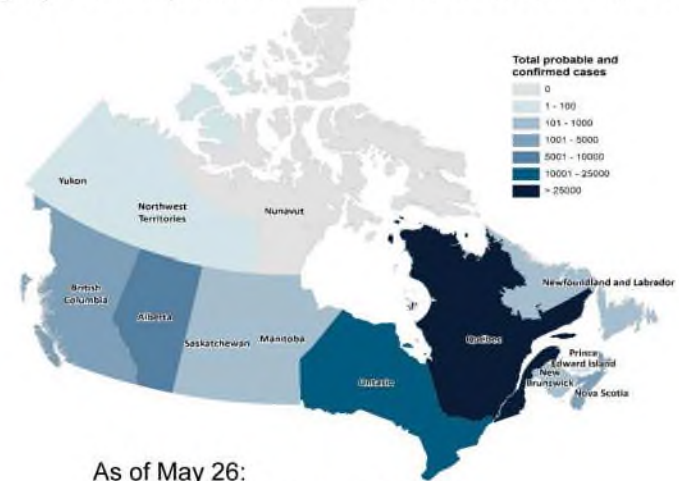 Total probable and
confirmed cases
0
1 - 100
101 - 1000
1001 - 5000
5001 - 10000
10001 - 25000
> 25000
Yukon
Northwest
Territories
Nunavut
British
Columbia
Alberta
Saskatchewan
Manitoba
Ontario
Québec
Newfoundland and Labrador
Prince
Edward Island
New
Brunswick
Nova Scotia
As of May 26: